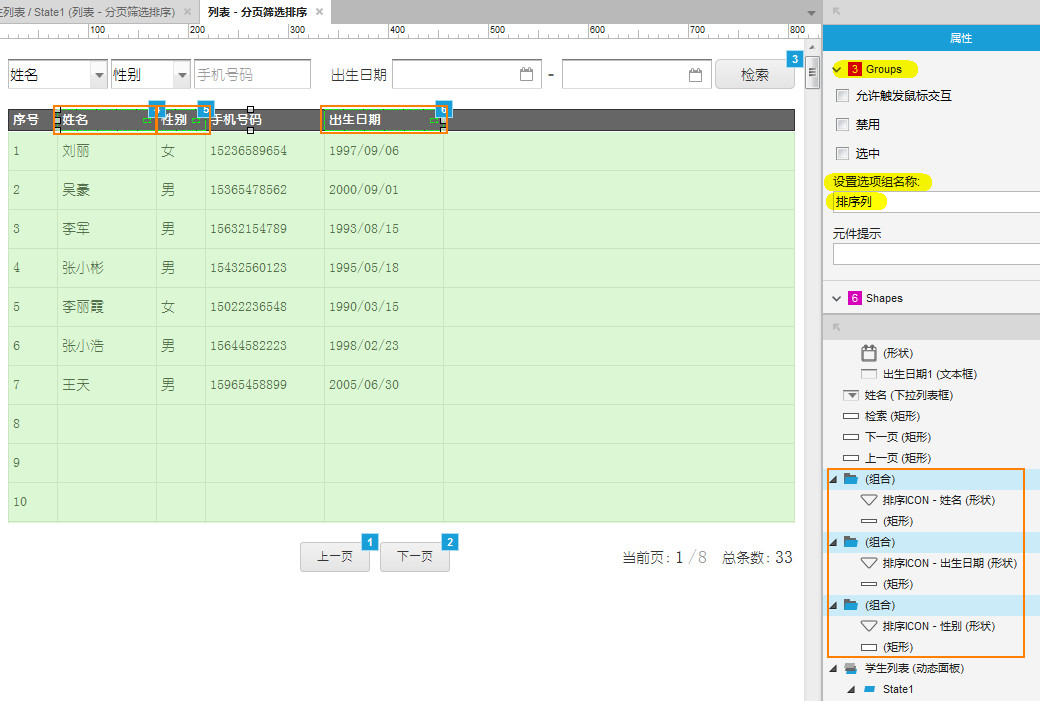 主列表 / State1 (列表 - 分页筛选排序) ×
列表 - 分页筛选排序 ×
100 200 300 400 500 600 700 800
姓名 性别 手机号码 出生日期 - 检索 3
序号 姓名 性别 5 手机号码 出生日期 6
1 刘丽 女 15236589654 1997/09/06
2 吴豪 男 15365478562 2000/09/01
3 李军 男 15632154789 1993/08/15
4 张小彬 男 15432560123 1995/05/18
5 李丽霞 女 15022236548 1990/03/15
6 张小浩 男 15644582223 1998/02/23
7 王天 男 15965458899 2005/06/30
8
9
10
上一页 1 下一页 2 当前页: 1 / 8 总条数: 33
属性
3 Groups
允许触发鼠标交互
禁用
选中
设置选项组名称:
排序列
元件提示
6 Shapes
(形状)
出生日期1 (文本框)
姓名 (下拉列表框)
检索 (矩形)
下一页 (矩形)
上一页 (矩形)
(组合)
排序ICON - 姓名 (形状)
(矩形)
(组合)
排序ICON - 出生日期 (形状)
(矩形)
(组合)
排序ICON - 性别 (形状)
(矩形)
学生列表 (动态面板)
State1